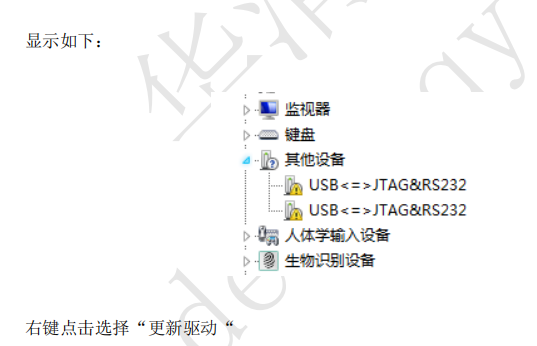 显示如下：
监视器
键盘
其他设备
USB<=>JTAG&RS232
USB<=>JTAG&RS232
人体学输入设备
生物识别设备
右键点击选择“更新驱动“